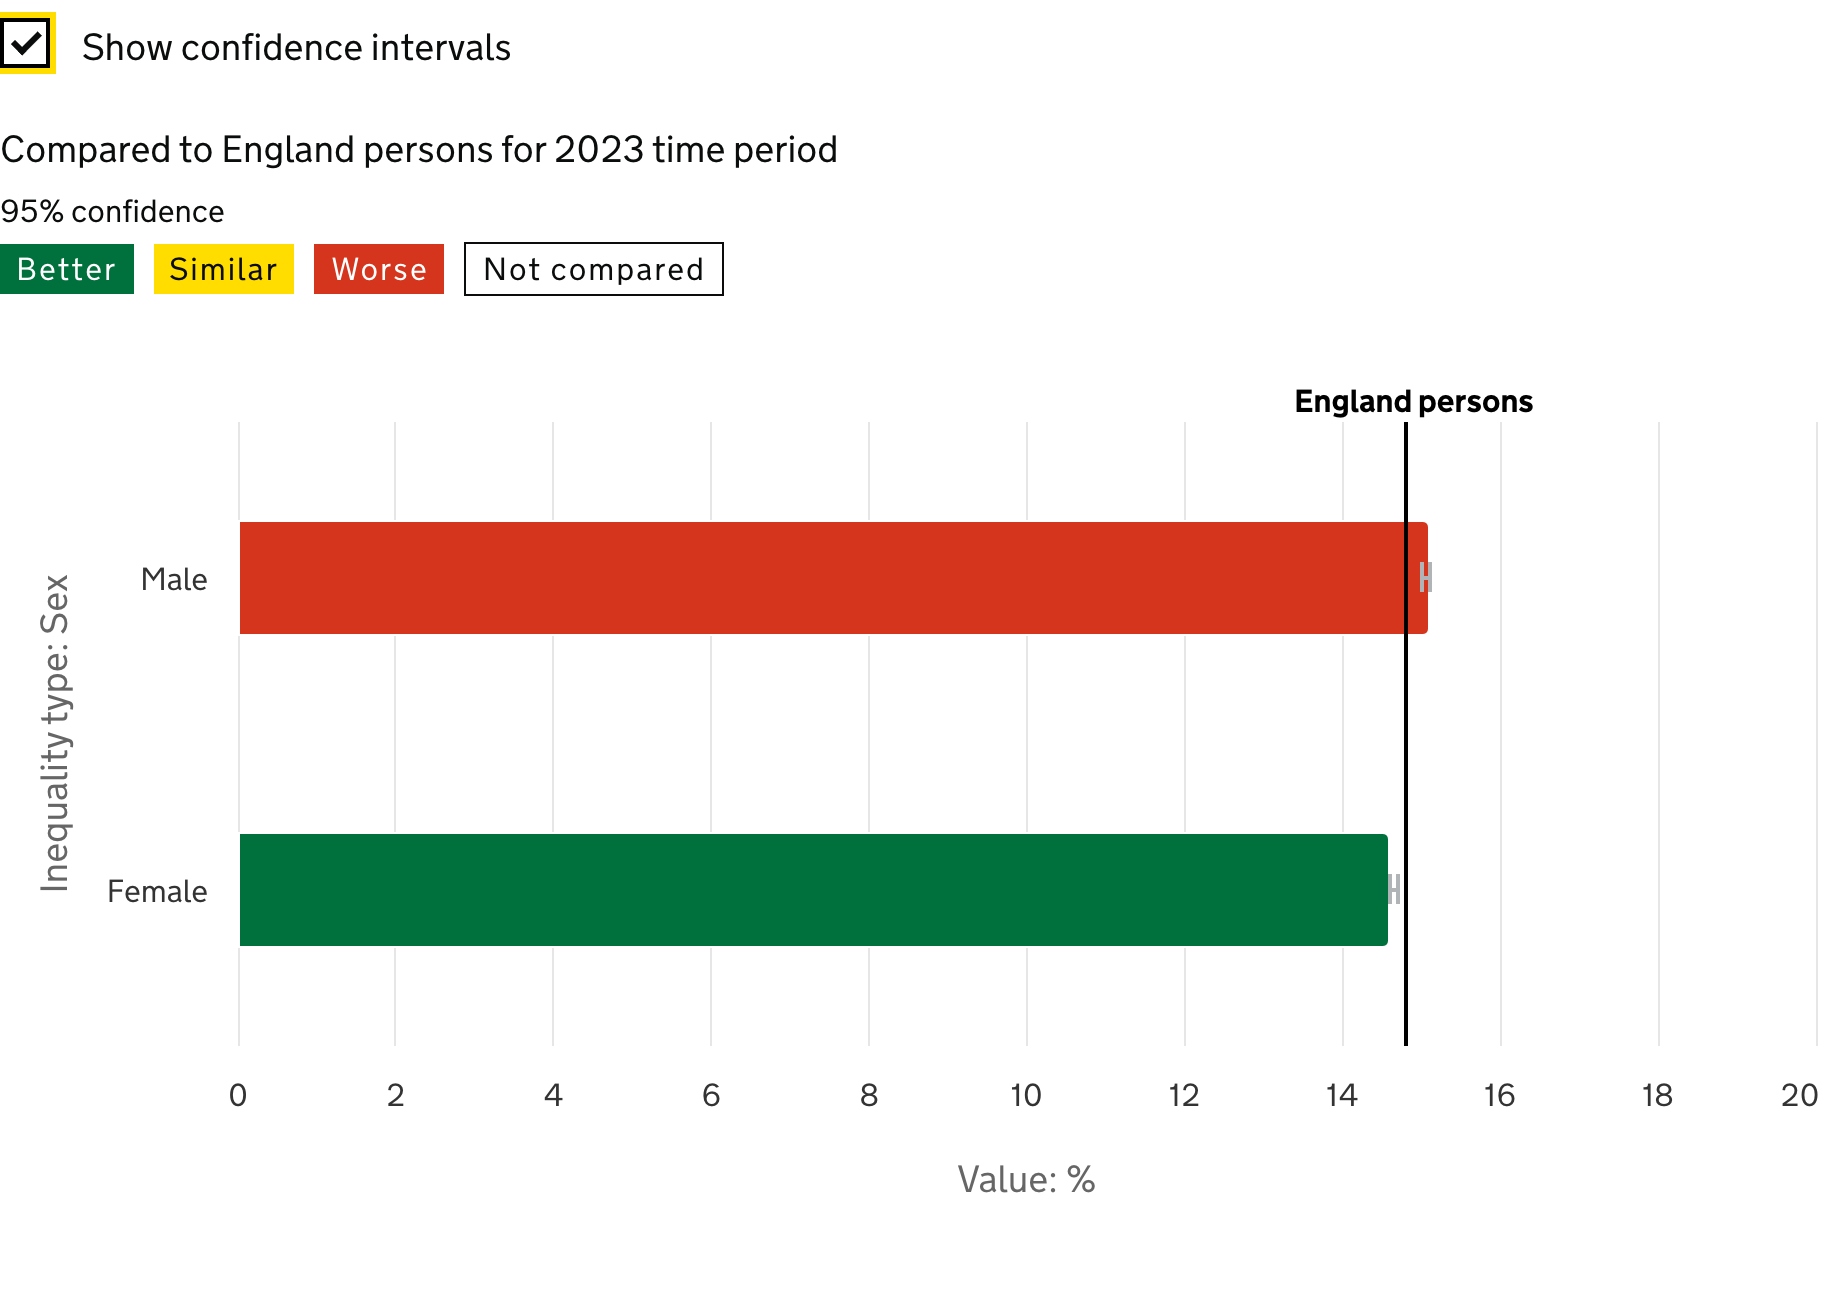 Show confidence intervals
Compared to England persons for 2023 time period
95% confidence
Better Similar Worse Not compared
England persons
Inequality type: Sex
Male
Female
0 2 4 6 8 10 12 14 16 18 20
Value: %